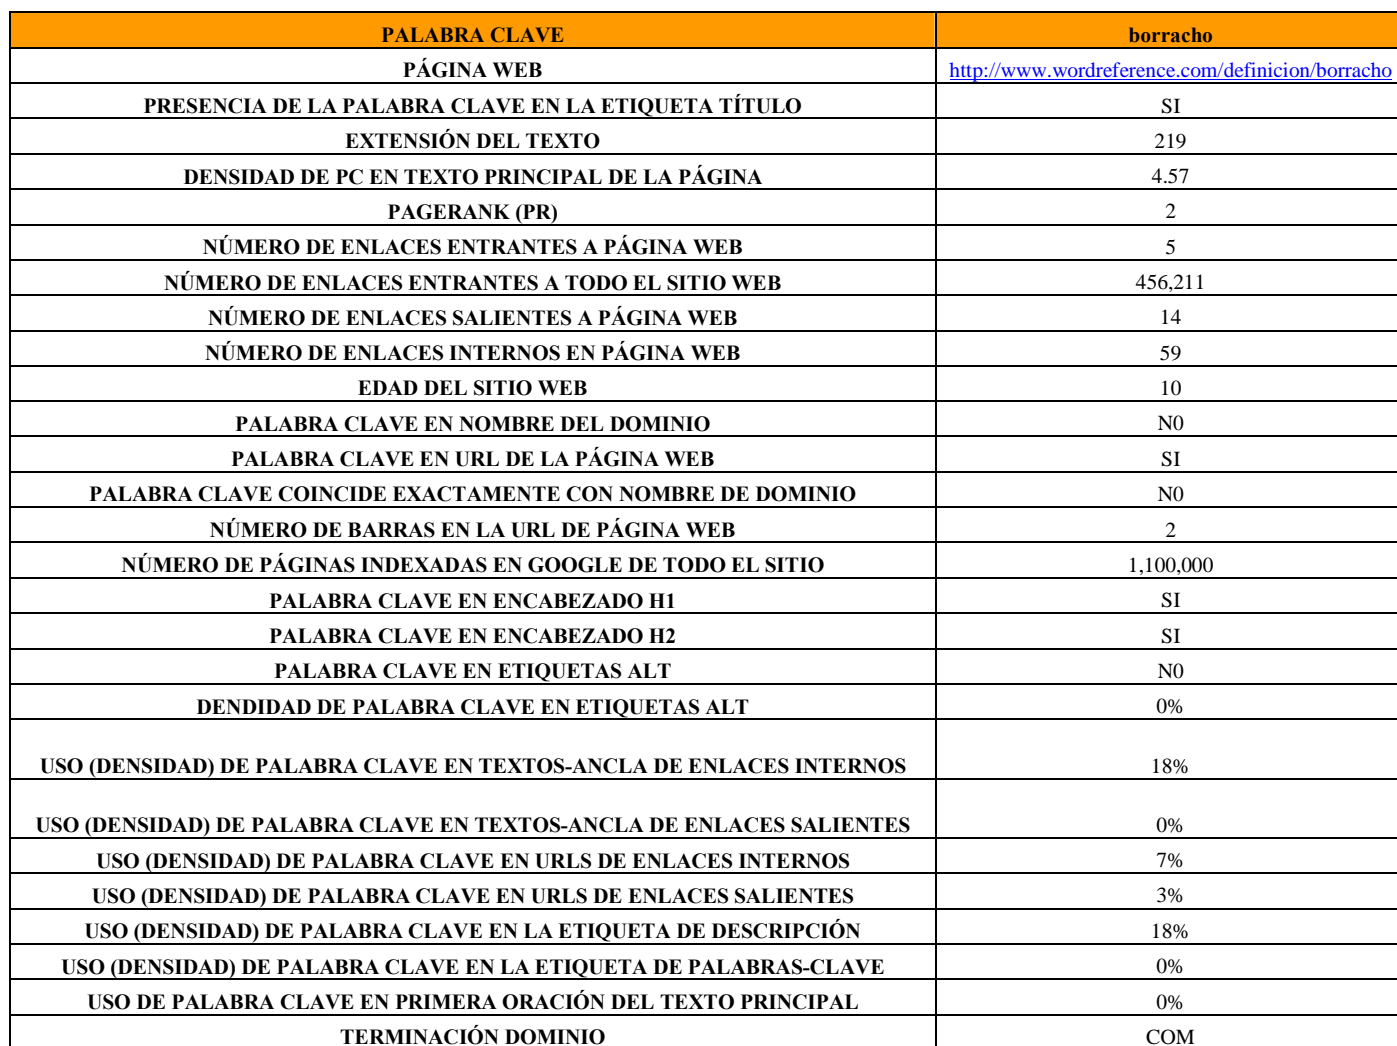 PALABRA CLAVE borracho
PÁGINA WEB http://www.wordreference.com/definicion/borracho
PRESENCIA DE LA PALABRA CLAVE EN LA ETIQUETA TÍTULO SI
EXTENSIÓN DEL TEXTO 219
DENSIDAD DE PC EN TEXTO PRINCIPAL DE LA PÁGINA 4.57
PAGERANK (PR) 2
NÚMERO DE ENLACES ENTRANTES A PÁGINA WEB 5
NÚMERO DE ENLACES ENTRANTES A TODO EL SITIO WEB 456,211
NÚMERO DE ENLACES SALIENTES A PÁGINA WEB 14
NÚMERO DE ENLACES INTERNOS EN PÁGINA WEB 59
EDAD DEL SITIO WEB 10
PALABRA CLAVE EN NOMBRE DEL DOMINIO N0
PALABRA CLAVE EN URL DE LA PÁGINA WEB SI
PALABRA CLAVE COINCIDE EXACTAMENTE CON NOMBRE DE DOMINIO N0
NÚMERO DE BARRAS EN LA URL DE PÁGINA WEB 2
NÚMERO DE PÁGINAS INDEXADAS EN GOOGLE DE TODO EL SITIO 1,100,000
PALABRA CLAVE EN ENCABEZADO H1 SI
PALABRA CLAVE EN ENCABEZADO H2 SI
PALABRA CLAVE EN ETIQUETAS ALT N0
DENDIDAD DE PALABRA CLAVE EN ETIQUETAS ALT 0%
USO (DENSIDAD) DE PALABRA CLAVE EN TEXTOS-ANCLA DE ENLACES INTERNOS 18%
USO (DENSIDAD) DE PALABRA CLAVE EN TEXTOS-ANCLA DE ENLACES SALIENTES 0%
USO (DENSIDAD) DE PALABRA CLAVE EN URLS DE ENLACES INTERNOS 7%
USO (DENSIDAD) DE PALABRA CLAVE EN URLS DE ENLACES SALIENTES 3%
USO (DENSIDAD) DE PALABRA CLAVE EN LA ETIQUETA DE DESCRIPCIÓN 18%
USO (DENSIDAD) DE PALABRA CLAVE EN LA ETIQUETA DE PALABRAS-CLAVE 0%
USO DE PALABRA CLAVE EN PRIMERA ORACIÓN DEL TEXTO PRINCIPAL 0%
TERMINACIÓN DOMINIO COM